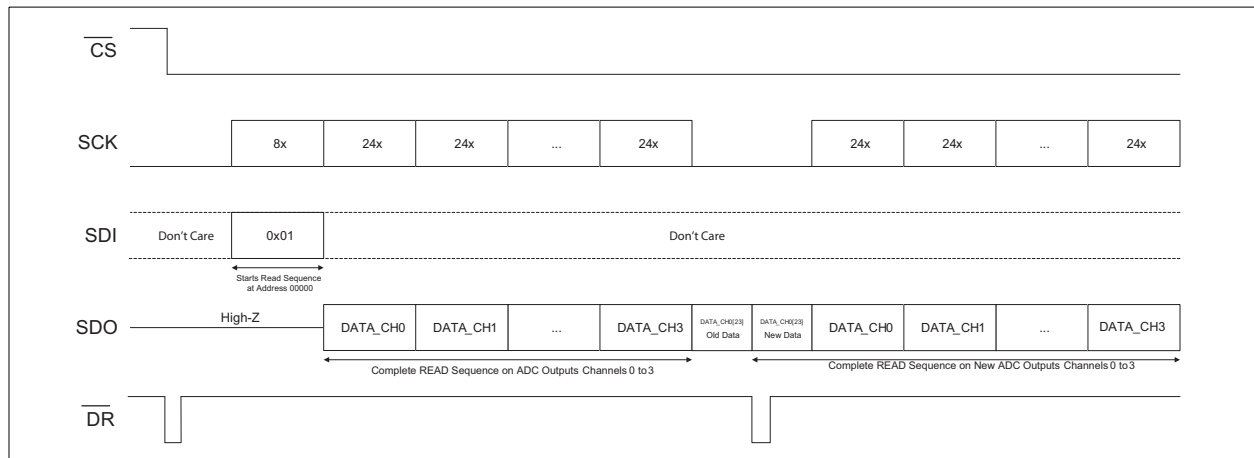 CS
SCK
8x
24x
24x
...
24x
24x
24x
...
24x
SDI
Don't Care
0x01
Don't Care
Starts Read Sequence
at Address 00000
SDO
High-Z
DATA_CH0
DATA_CH1
...
DATA_CH3
DATA_CH0[23]
Old Data
DATA_CH0[23]
New Data
DATA_CH0
DATA_CH1
...
DATA_CH3
Complete READ Sequence on ADC Outputs Channels 0 to 3
Complete READ Sequence on New ADC Outputs Channels 0 to 3
DR